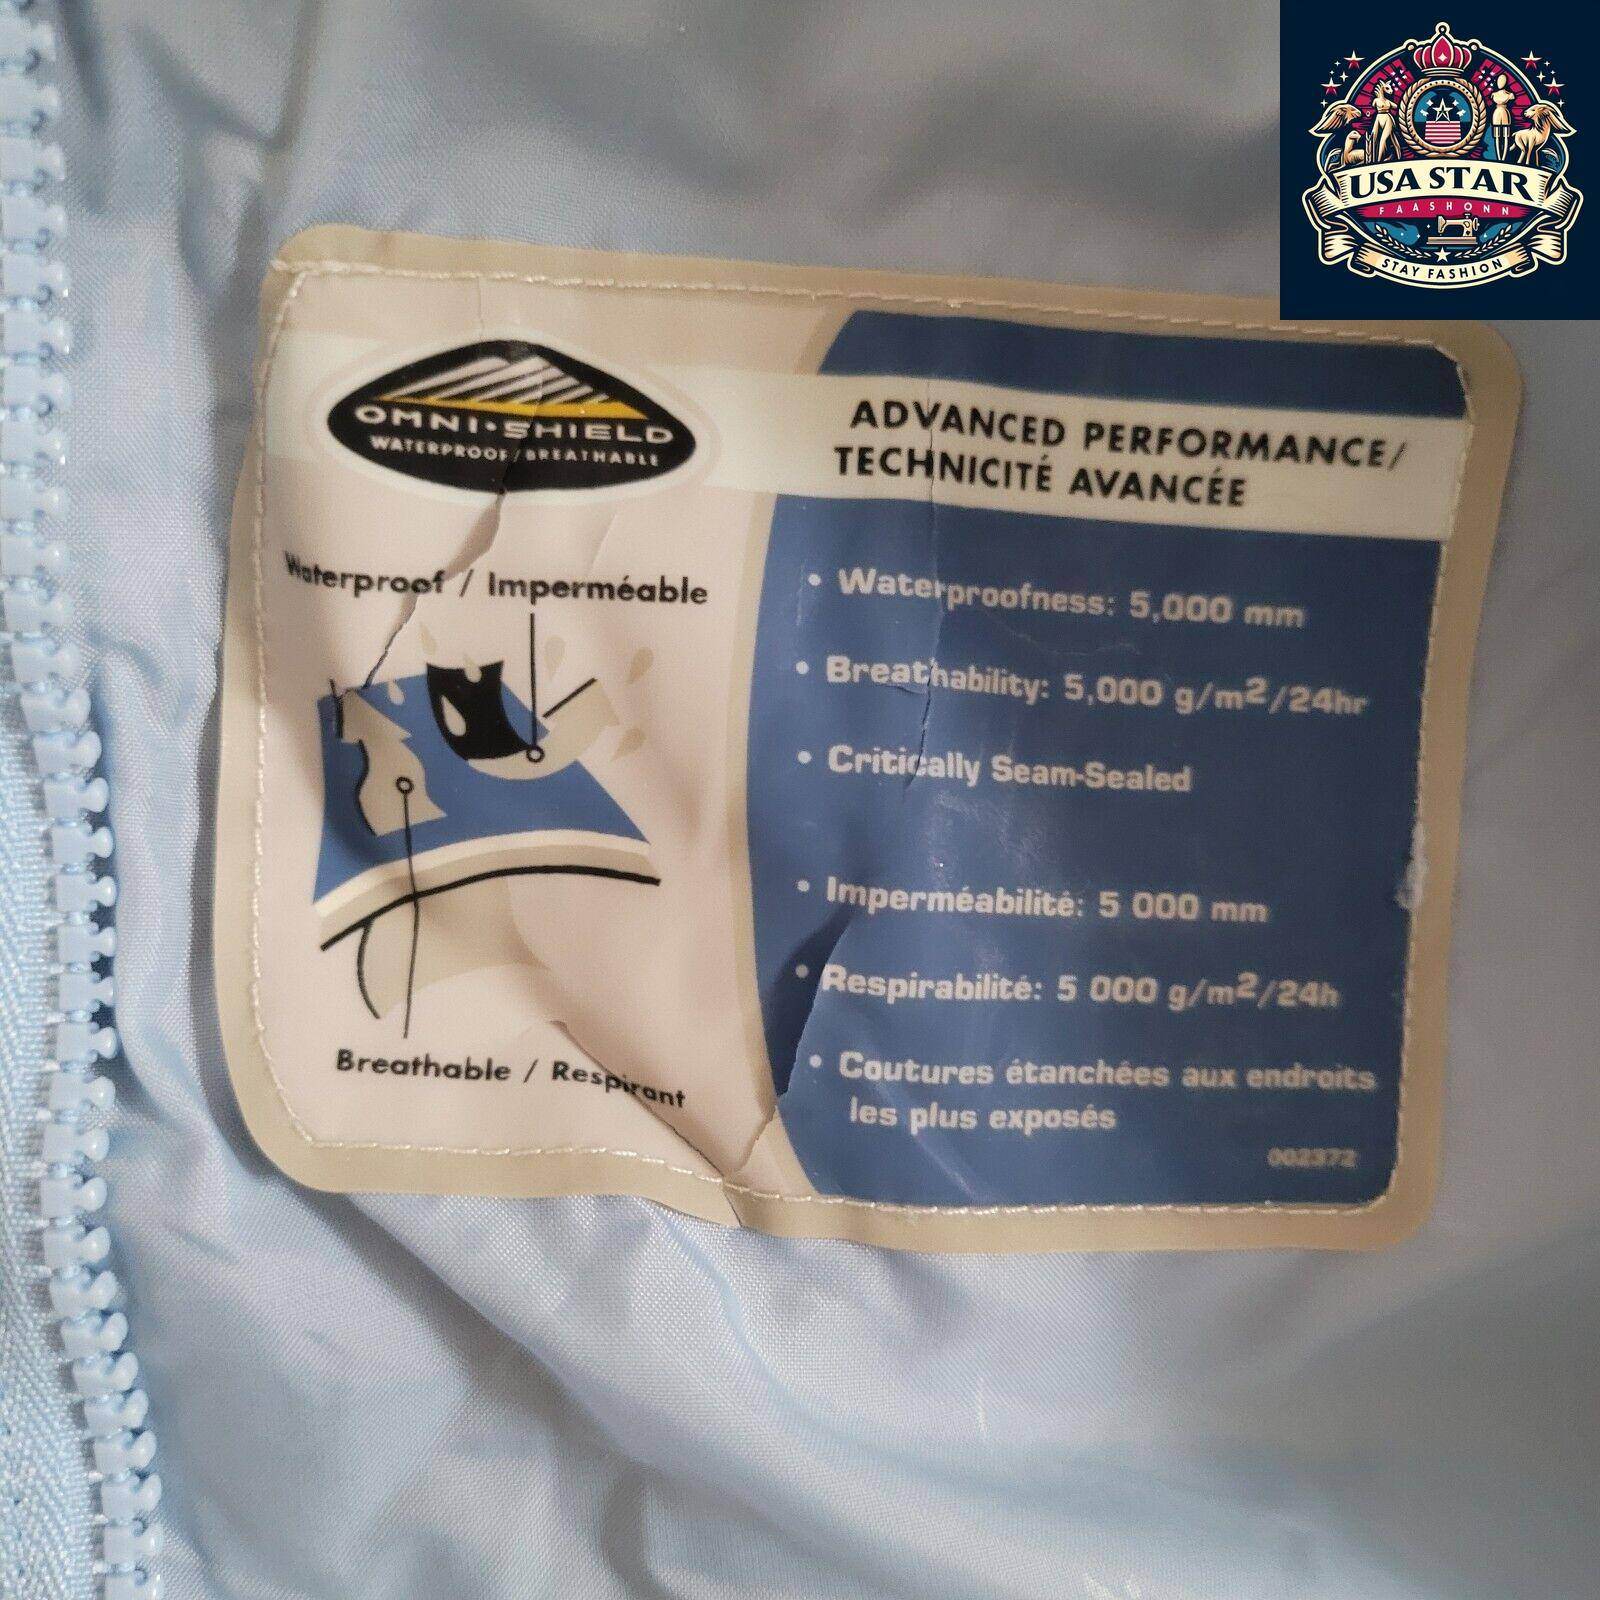 USA STAR
FAASHONN
STAY FASHION
OMNI·SHIELD
WATERPROOF/BREATHABLE
ADVANCED PERFORMANCE/
TECHNICITÉ AVANCÉE
Waterproof / Imperméable
Breathable / Respirant
• Waterproofness: 5,000 mm
• Breathability: 5,000 g/m2/24hr
• Critically Seam-Sealed
• Imperméabilité: 5 000 mm
• Respirabilité: 5 000 g/m2/24h
• Coutures étanchées aux endroits
les plus exposés
002372